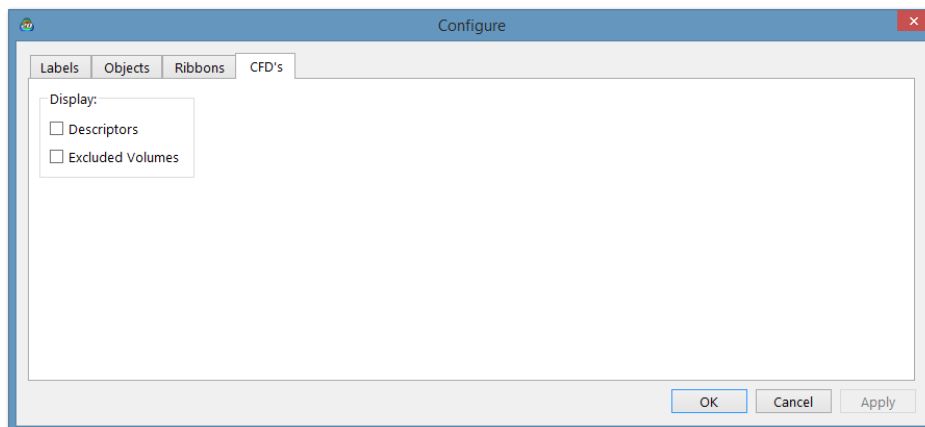 Configure
Labels Objects Ribbons CFD's
Display:
Descriptors
Excluded Volumes
OK Cancel Apply